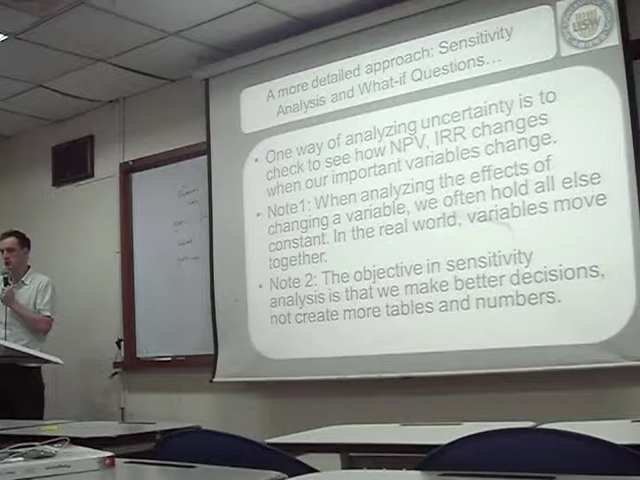 A more detailed approach: Sensitivity
Analysis and What-if Questions…
• One way of analyzing uncertainty is to
check to see how NPV, IRR changes
when our important variables change.
• Note1: When analyzing the effects of
changing a variable, we often hold all else
constant. In the real world, variables move
together.
• Note 2: The objective in sensitivity
analysis is that we make better decisions,
not create more tables and numbers.